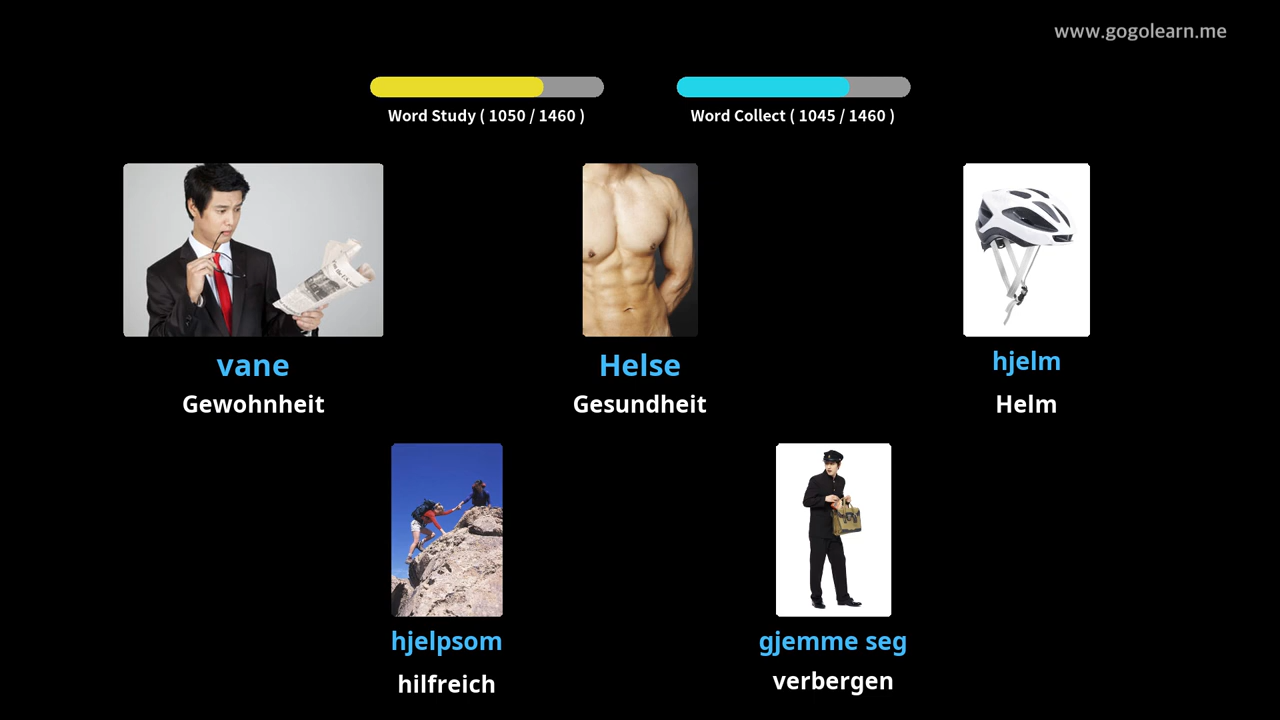 www.gogolearn.me
Word Study ( 1050 / 1460 )
Word Collect ( 1045 / 1460 )
vane
Gewohnheit
Helse
Gesundheit
hjelm
Helm
hjelpsom
hilfreich
gjemme seg
verbergen